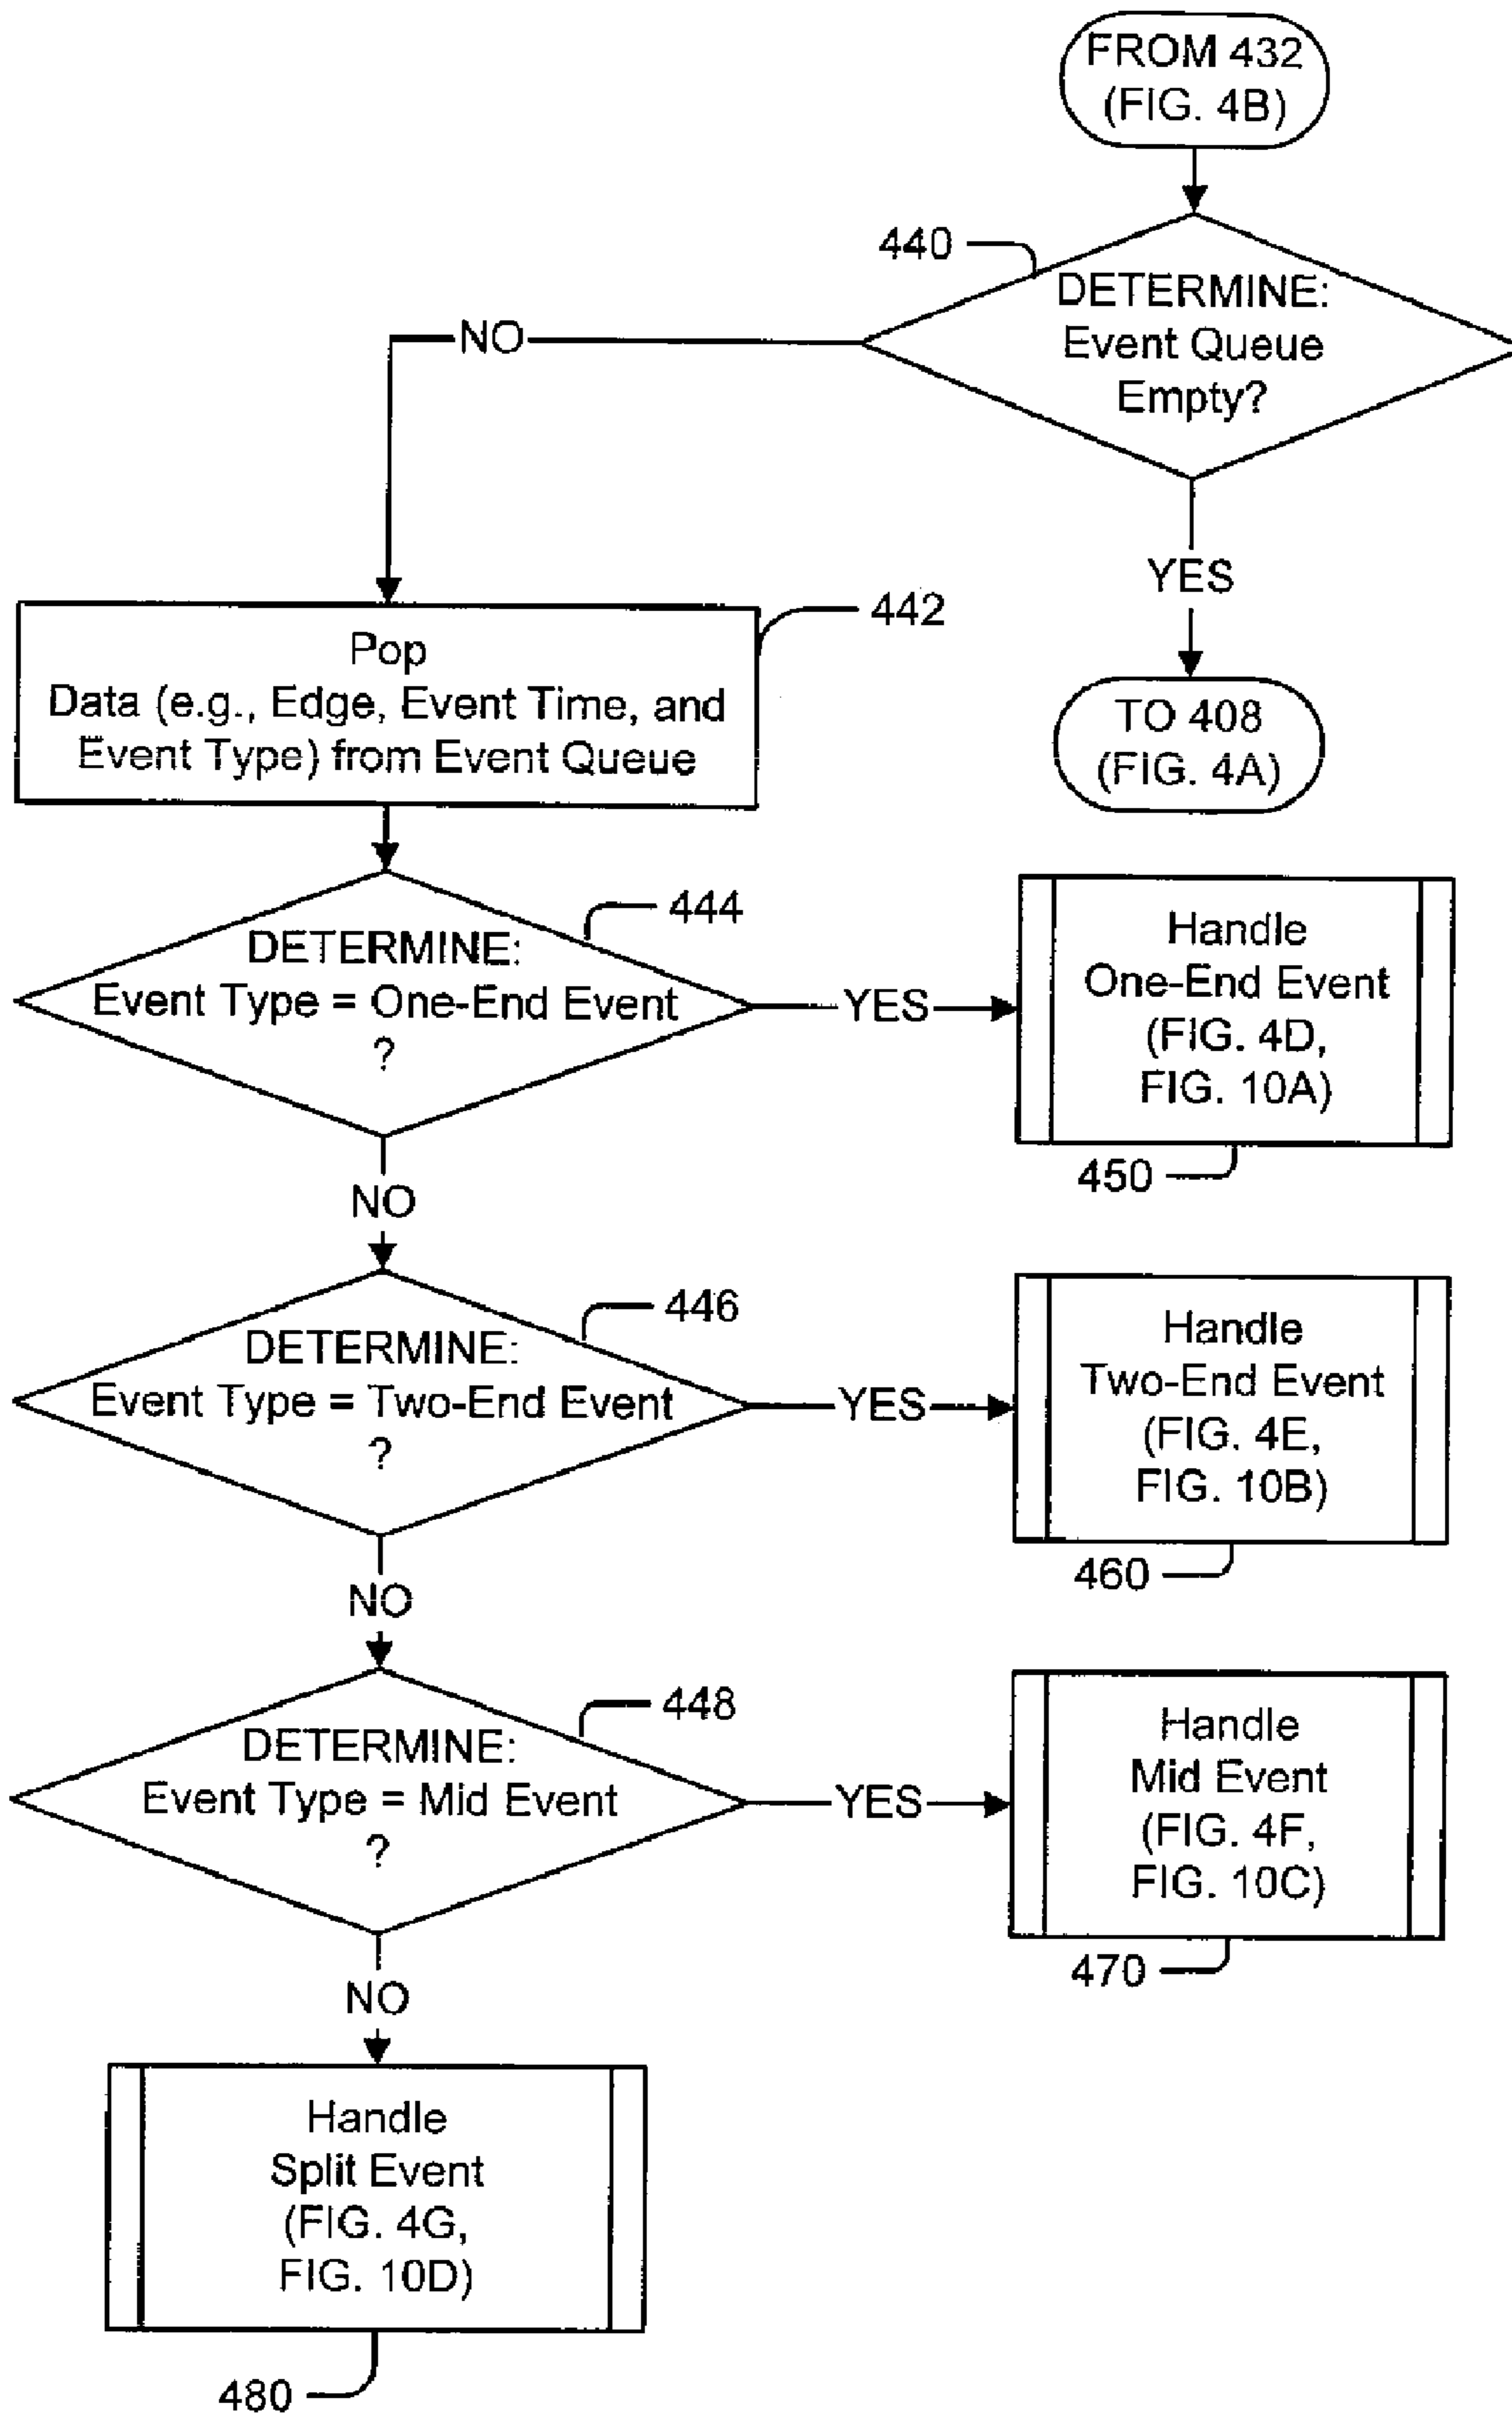 FROM 432
(FIG. 4B)
440
DETERMINE:
Event Queue
Empty?
NO
YES
TO 408
(FIG. 4A)
442
Pop
Data (e.g., Edge, Event Time, and
Event Type) from Event Queue
444
DETERMINE:
Event Type = One-End Event
?
YES
Handle
One-End Event
(FIG. 4D,
FIG. 10A)
450
NO
446
DETERMINE:
Event Type = Two-End Event
?
YES
Handle
Two-End Event
(FIG. 4E,
FIG. 10B)
460
NO
448
DETERMINE:
Event Type = Mid Event
?
YES
Handle
Mid Event
(FIG. 4F,
FIG. 10C)
470
NO
Handle
Split Event
(FIG. 4G,
FIG. 10D)
480